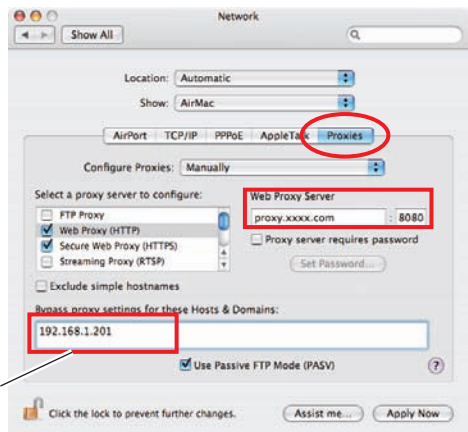 Network
Show All
Location: Automatic
Show: AirMac
AirPort TCP/IP PPPoE AppleTalk Proxies
Configure Proxies: Manually
Select a proxy server to configure:
FTP Proxy
Web Proxy (HTTP)
Secure Web Proxy (HTTPS)
Streaming Proxy (RTSP)
Web Proxy Server
proxy.xxxx.com : 8080
Proxy server requires password
Set Password...
Exclude simple hostnames
Bypass proxy settings for these Hosts & Domains:
192.168.1.201
Use Passive FTP Mode (PASV) ?
Click the lock to prevent further changes. Assist me... Apply Now